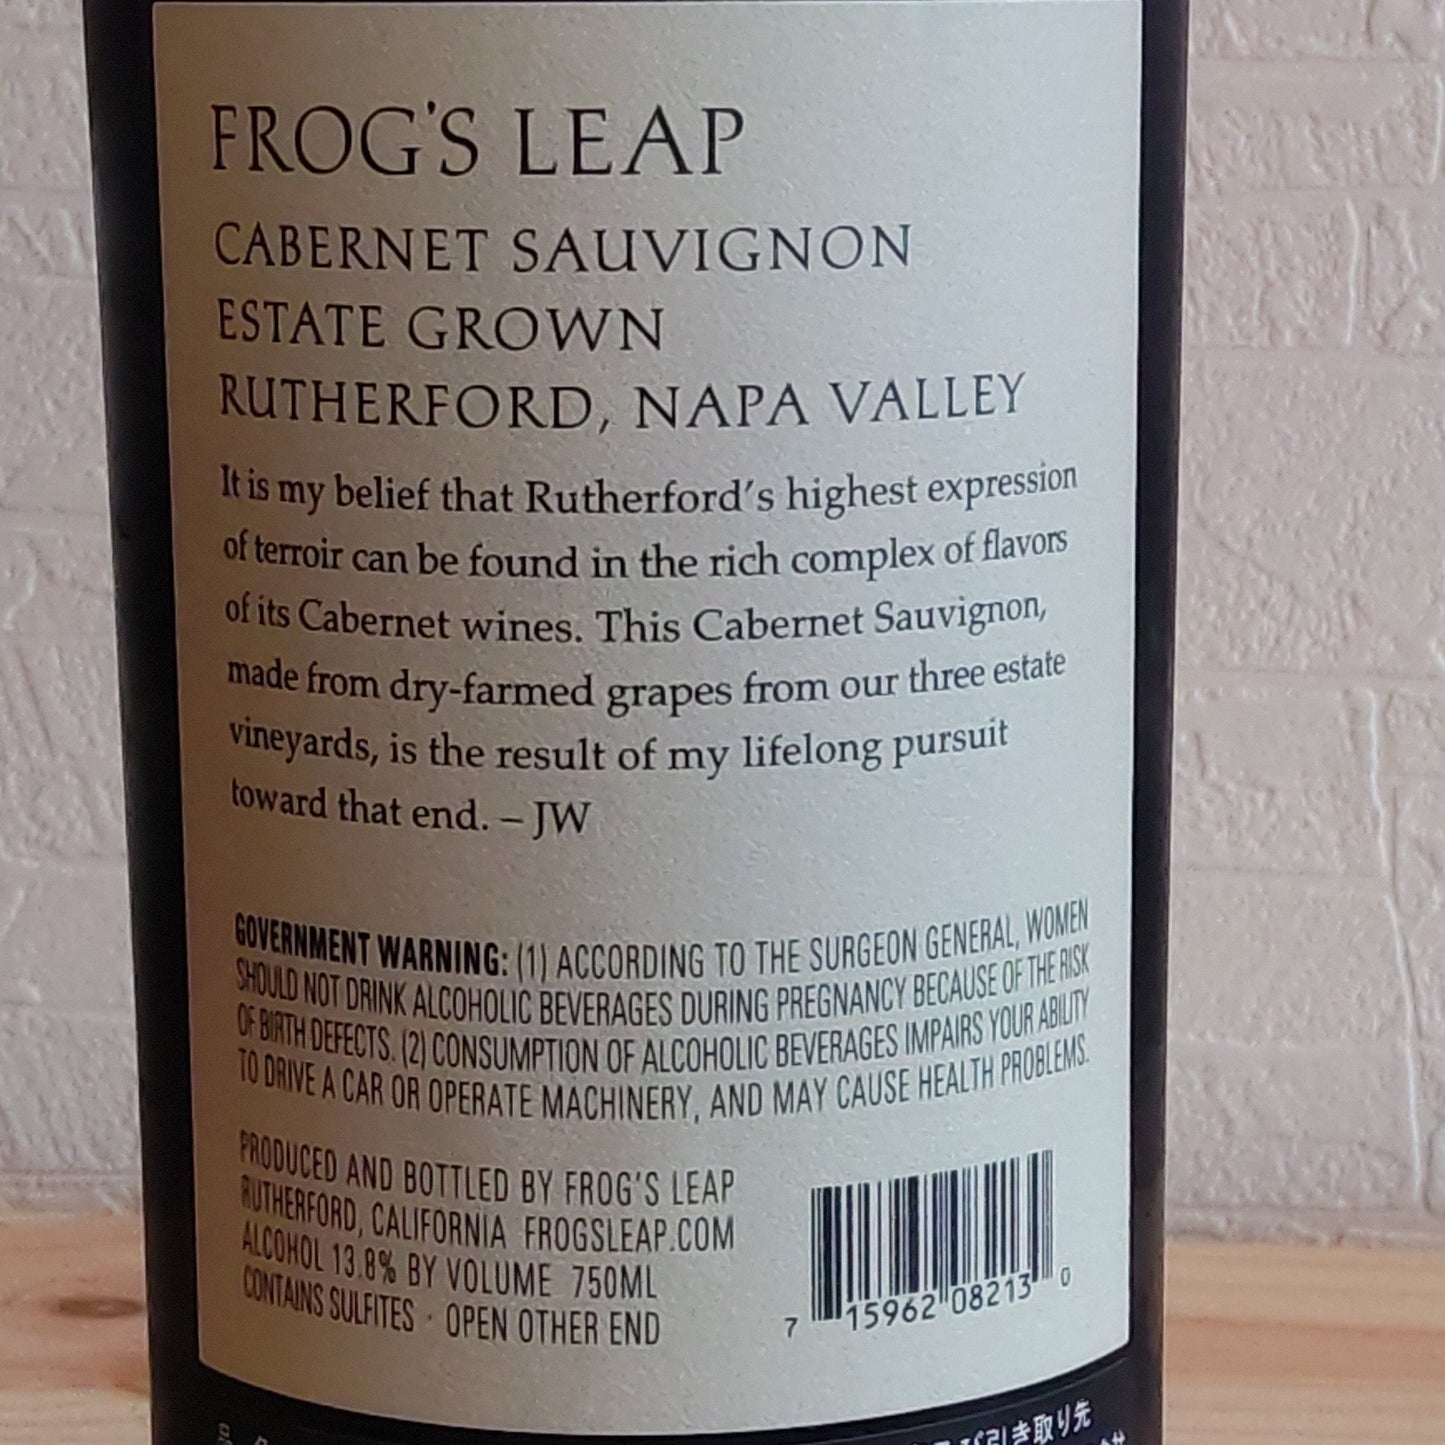 FROG'S LEAP
CABERNET SAUVIGNON
ESTATE GROWN
RUTHERFORD, NAPA VALLEY
It is my belief that Rutherford's highest expression
of terroir can be found in the rich complex of flavors
of its Cabernet wines. This Cabernet Sauvignon,
made from dry-farmed grapes from our three estate
vineyards, is the result of my lifelong pursuit
toward that end. – JW
GOVERNMENT WARNING: (1) ACCORDING TO THE SURGEON GENERAL, WOMEN
SHOULD NOT DRINK ALCOHOLIC BEVERAGES DURING PREGNANCY BECAUSE OF THE RISK
OF BIRTH DEFECTS. (2) CONSUMPTION OF ALCOHOLIC BEVERAGES IMPAIRS YOUR ABILITY
TO DRIVE A CAR OR OPERATE MACHINERY, AND MAY CAUSE HEALTH PROBLEMS.
PRODUCED AND BOTTLED BY FROG'S LEAP
RUTHERFORD, CALIFORNIA FROGSLEAP.COM
ALCOHOL 13.8% BY VOLUME 750ML
CONTAINS SULFITES · OPEN OTHER END
7 15962 08213 0
引き取り先